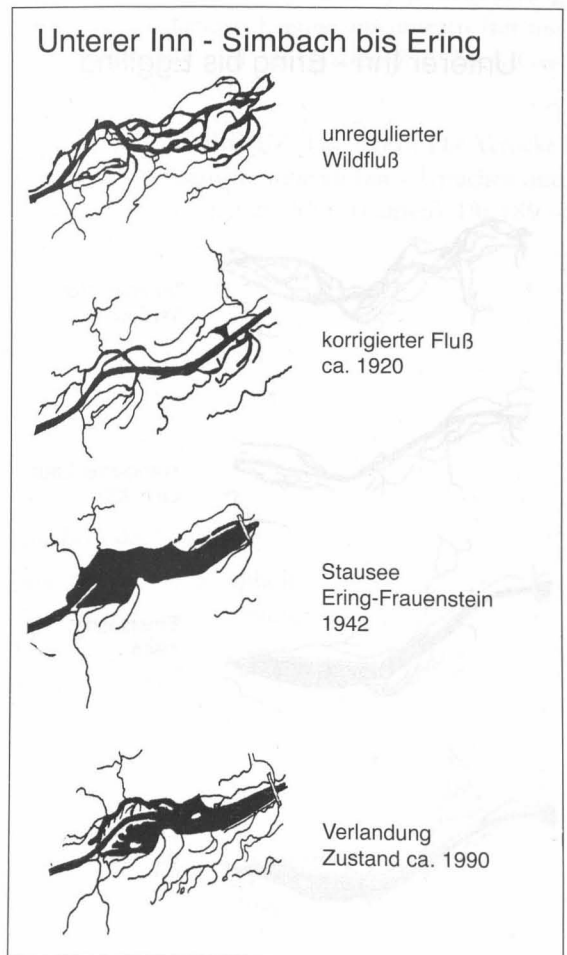 Unterer Inn - Simbach bis Ering
unregulierter
Wildfluß
korrigierter Fluß
ca. 1920
Stausee
Ering-Frauenstein
1942
Verlandung
Zustand ca. 1990